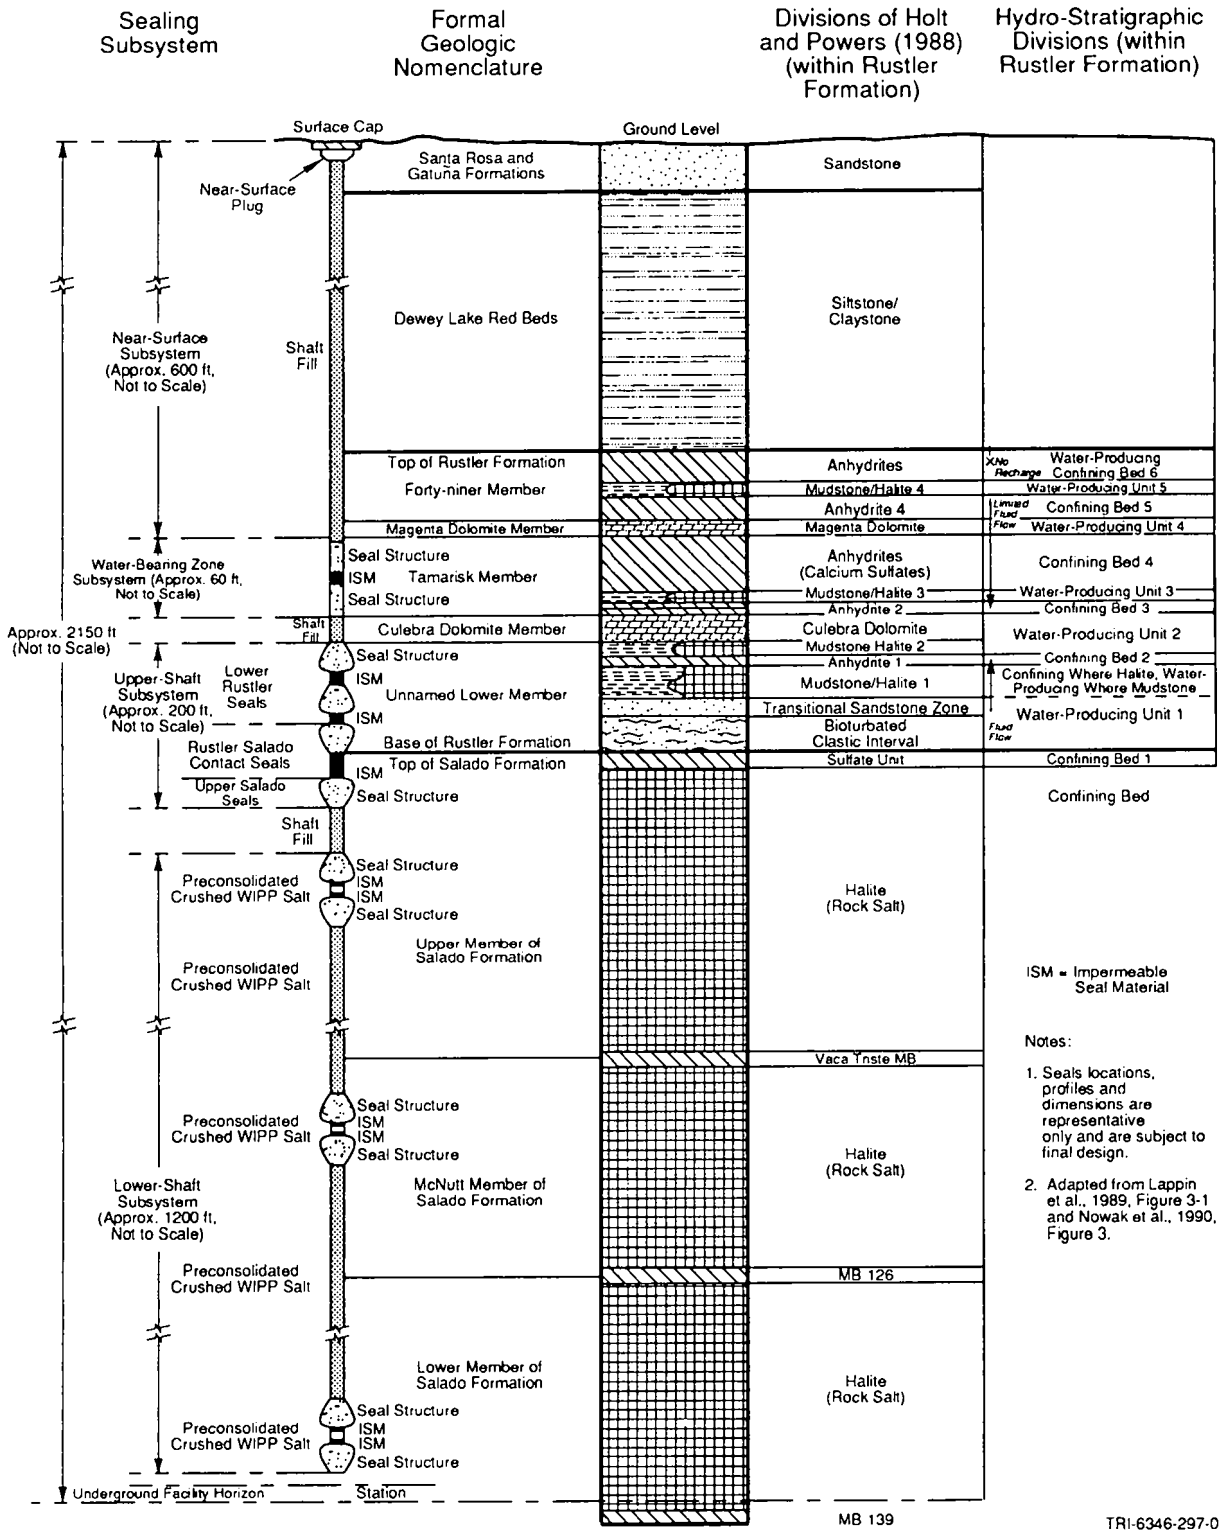 Sealing
Subsystem
Formal
Geologic
Nomenclature
Divisions of Holt
and Powers (1988)
(within Rustler
Formation)
Hydro-Stratigraphic
Divisions (within
Rustler Formation)
Surface Cap
Ground Level
Near-Surface
Plug
Santa Rosa and
Gatuña Formations
Sandstone
Near-Surface
Subsystem
(Approx. 600 ft,
Not to Scale)
Shaft
Fill
Dewey Lake Red Beds
Siltstone/
Claystone
Top of Rustler Formation
Anhydrites
No
Recharge
Water-Producing
Confining Bed 6
Forty-niner Member
Mudstone/Halite 4
Water-Producing Unit 5
Anhydrite 4
Limited
Fluid
Flow
Confining Bed 5
Magenta Dolomite Member
Magenta Dolomite
Water-Producing Unit 4
Water-Bearing Zone
Subsystem (Approx. 60 ft,
Not to Scale)
Seal Structure
ISM
Seal Structure
Tamarisk Member
Anhydrites
(Calcium Sulfates)
Confining Bed 4
Mudstone/Halite 3
Water-Producing Unit 3
Anhydrite 2
Confining Bed 3
Approx. 2150 ft
(Not to Scale)
Shaft
Fill
Culebra Dolomite Member
Culebra Dolomite
Water-Producing Unit 2
Mudstone Halite 2
Upper-Shaft
Subsystem
(Approx. 200 ft,
Not to Scale)
Lower
Rustler
Seals
Seal Structure
ISM
ISM
Unnamed Lower Member
Anhydrite 1
Confining Bed 2
Mudstone/Halite 1
Confining Where Halite, Water-
Producing Where Mudstone
Transitional Sandstone Zone
Water-Producing Unit 1
Fluid
Flow
Bioturbated
Clastic Interval
Rustler Salado
Contact Seals
Base of Rustler Formation
Top of Salado Formation
ISM
Sulfate Unit
Confining Bed 1
Upper Salado
Seals
Seal Structure
Confining Bed
Shaft
Fill
Preconsolidated
Crushed WIPP Salt
Seal Structure
ISM
ISM
Seal Structure
Halite
(Rock Salt)
Upper Member of
Salado Formation
Preconsolidated
Crushed WIPP Salt
ISM = Impermeable
Seal Material
Vaca Triste MB
Notes:
1. Seals locations,
profiles and
dimensions are
representative
only and are subject to
final design.
2. Adapted from Lappin
et al., 1989, Figure 3-1
and Nowak et al., 1990,
Figure 3.
Preconsolidated
Crushed WIPP Salt
Seal Structure
ISM
ISM
Seal Structure
Halite
(Rock Salt)
Lower-Shaft
Subsystem
(Approx. 1200 ft,
Not to Scale)
McNutt Member of
Salado Formation
Preconsolidated
Crushed WIPP Salt
MB 126
Lower Member of
Salado Formation
Halite
(Rock Salt)
Preconsolidated
Crushed WIPP Salt
Seal Structure
ISM
ISM
Seal Structure
Underground Facility Horizon
Station
MB 139
TRI-6346-297-0